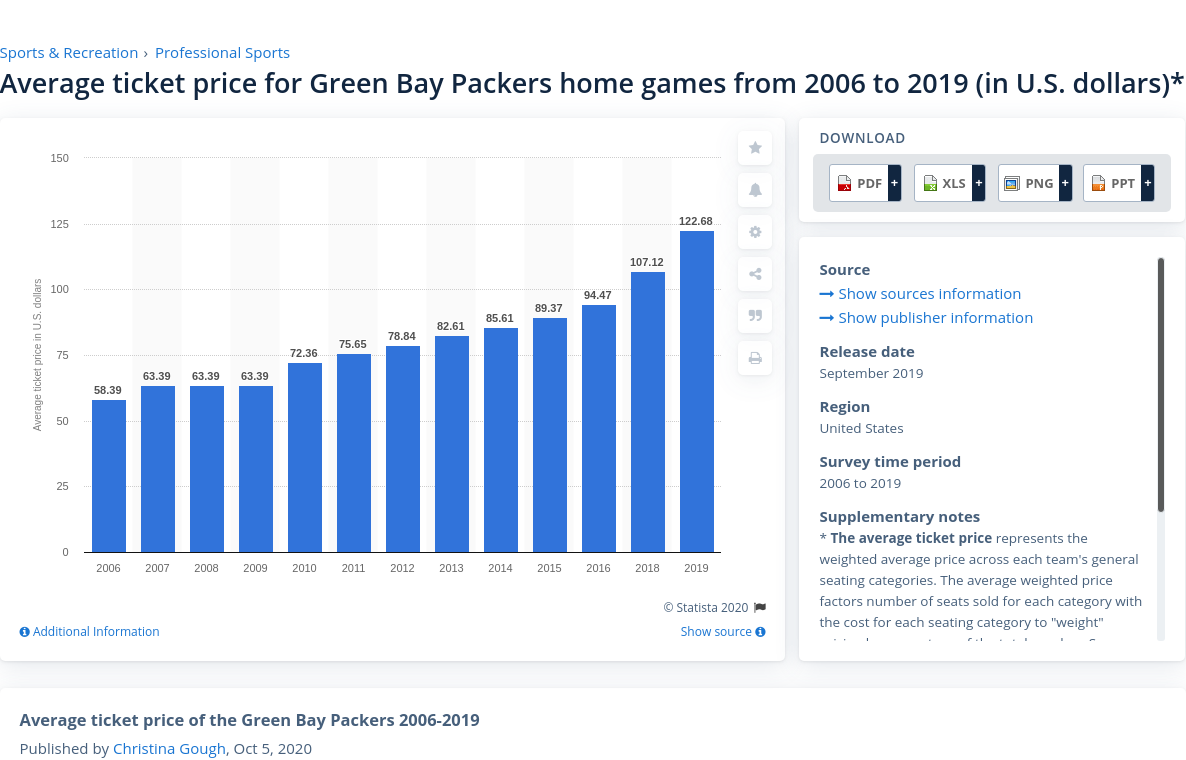 Sports & Recreation › Professional Sports
Average ticket price for Green Bay Packers home games from 2006 to 2019 (in U.S. dollars)*
DOWNLOAD
PDF + XLS + PNG + PPT +
Average ticket price in U.S. dollars
150
125
100
75
50
25
0
58.39
63.39
63.39
63.39
72.36
75.65
78.84
82.61
85.61
89.37
94.47
107.12
122.68
2006 2007 2008 2009 2010 2011 2012 2013 2014 2015 2016 2018 2019
© Statista 2020
Additional Information
Show source
Source
Show sources information
Show publisher information
Release date
September 2019
Region
United States
Survey time period
2006 to 2019
Supplementary notes
* The average ticket price represents the
weighted average price across each team's general
seating categories. The average weighted price
factors number of seats sold for each category with
the cost for each seating category to "weight"
Average ticket price of the Green Bay Packers 2006-2019
Published by Christina Gough, Oct 5, 2020